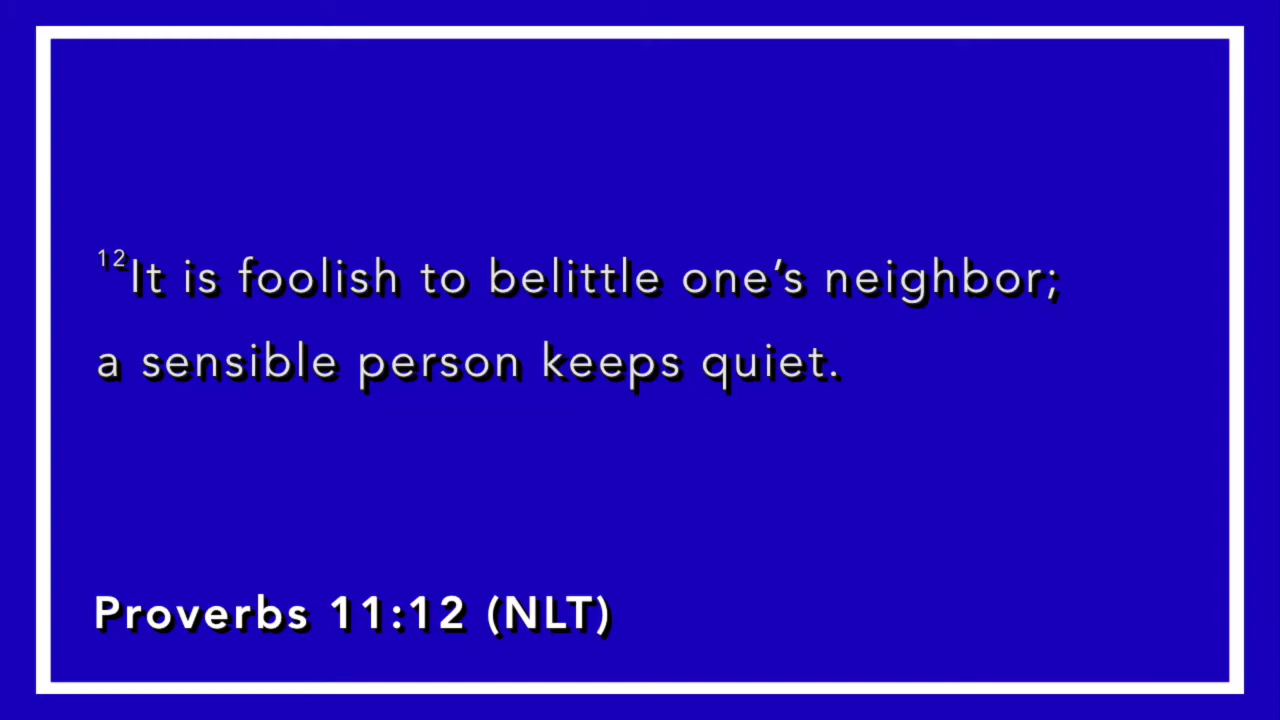 12It is foolish to belittle one’s neighbor;
a sensible person keeps quiet.
Proverbs 11:12 (NLT)